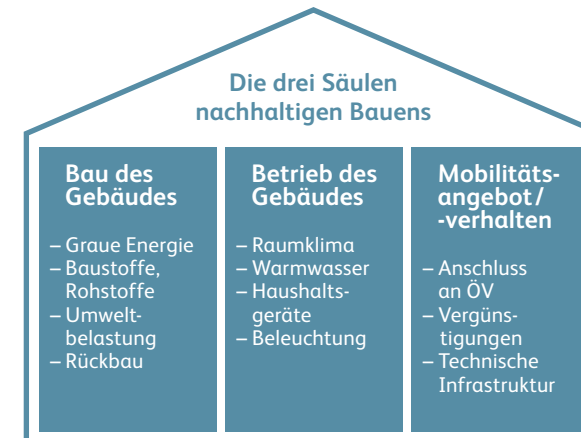 Die drei Säulen
nachhaltigen Bauens
Bau des
Gebäudes
– Graue Energie
– Baustoffe,
Rohstoffe
– Umwelt-
belastung
– Rückbau
Betrieb des
Gebäudes
– Raumklima
– Warmwasser
– Haushalts-
geräte
– Beleuchtung
Mobilitäts-
angebot/
-verhalten
– Anschluss
an ÖV
– Vergüns-
tigungen
– Technische
Infrastruktur